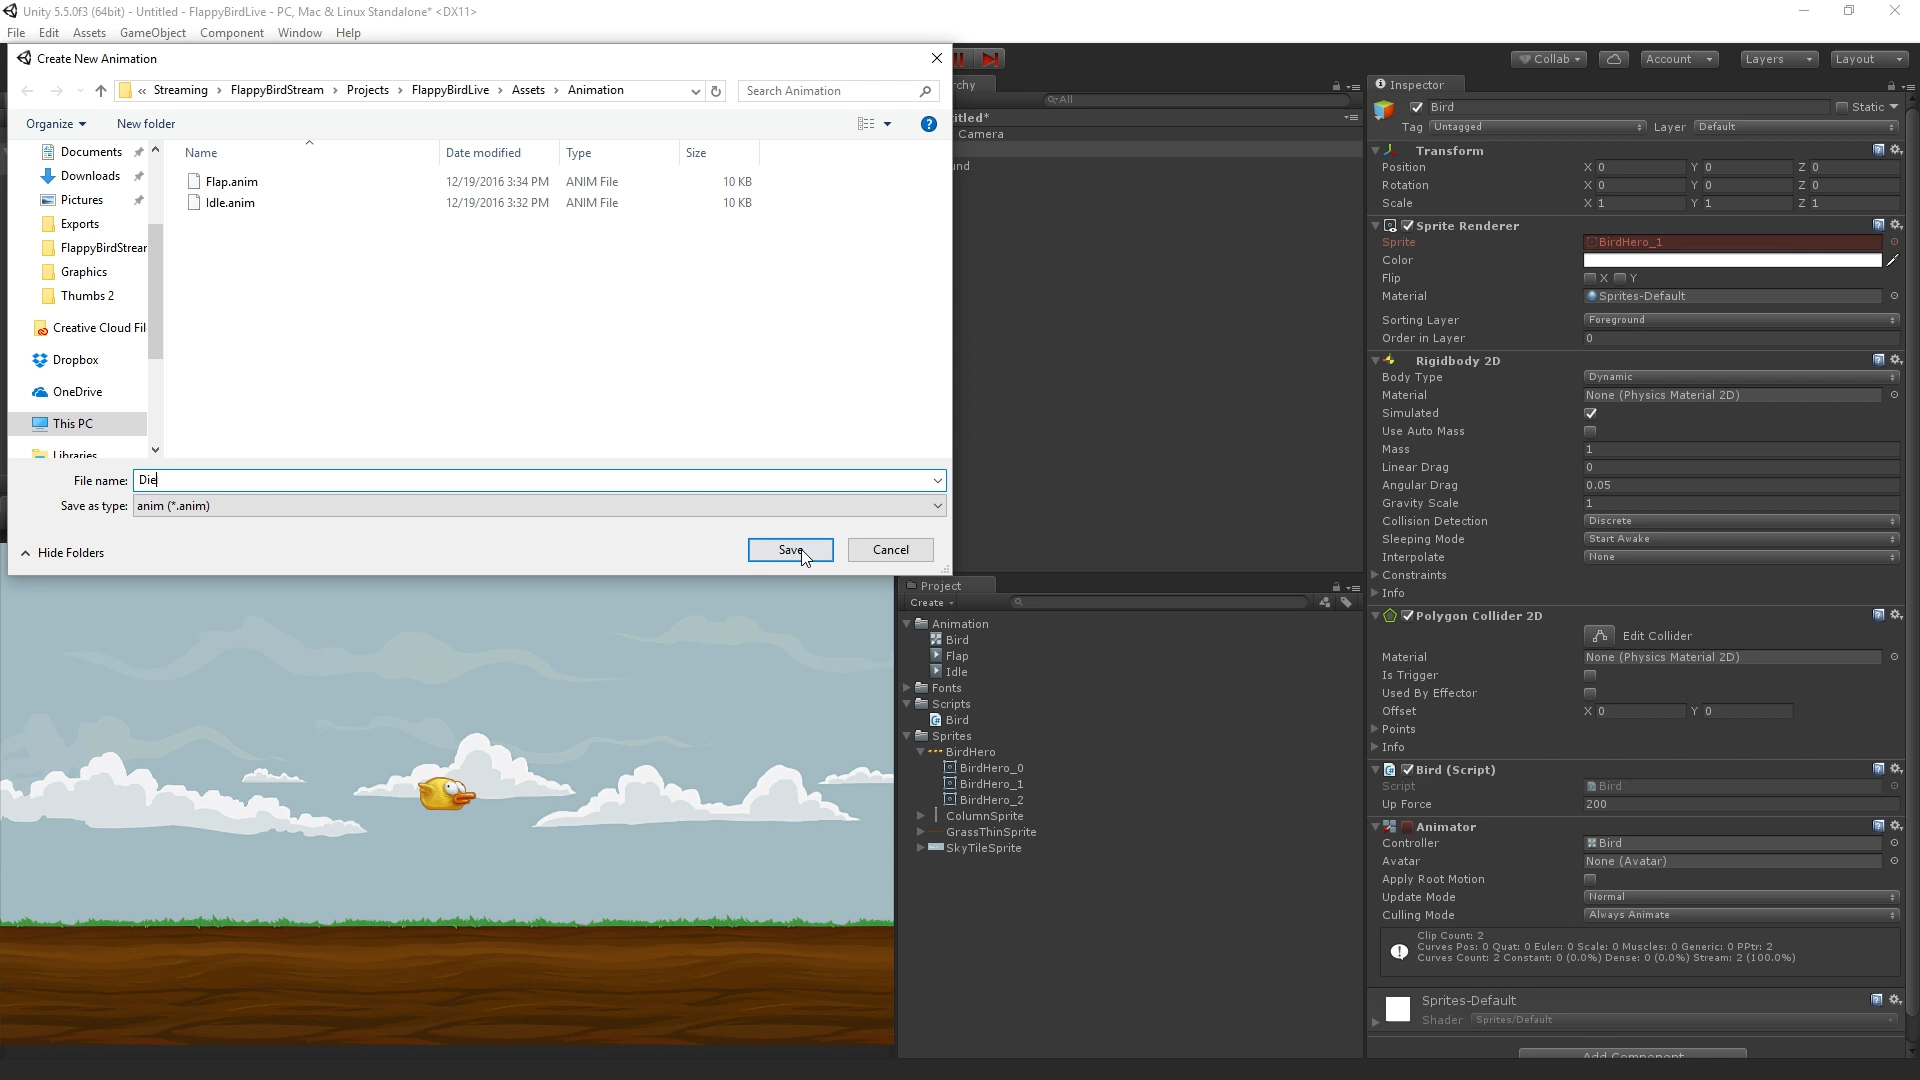 Unity 5.5.0f3 (64bit) - Untitled - FlappyBirdLive - PC, Mac & Linux Standalone* <DX11>
File Edit Assets GameObject Component Window Help
Create New Animation
« Streaming > FlappyBirdStream > Projects > FlappyBirdLive > Assets > Animation
Search Animation
Organize New folder
Documents
Downloads
Pictures
Exports
FlappyBirdStrear
Graphics
Thumbs 2
Creative Cloud Fil
Dropbox
OneDrive
This PC
Libraries
Name Date modified Type Size
Flap.anim 12/19/2016 3:34 PM ANIM File 10 KB
Idle.anim 12/19/2016 3:32 PM ANIM File 10 KB
File name: Die
Save as type: anim (*.anim)
Hide Folders
Save Cancel
Collab Account Layers Layout
rchy
All
titled*
Camera
und
Project
Create
Animation
Bird
Flap
Idle
Fonts
Scripts
Bird
Sprites
BirdHero
BirdHero_0
BirdHero_1
BirdHero_2
ColumnSprite
GrassThinSprite
SkyTileSprite
Inspector
Bird Static
Tag Untagged Layer Default
Transform
Position X 0 Y 0 Z 0
Rotation X 0 Y 0 Z 0
Scale X 1 Y 1 Z 1
Sprite Renderer
Sprite BirdHero_1
Color
Flip X Y
Material Sprites-Default
Sorting Layer Foreground
Order in Layer 0
Rigidbody 2D
Body Type Dynamic
Material None (Physics Material 2D)
Simulated
Use Auto Mass
Mass 1
Linear Drag 0
Angular Drag 0.05
Gravity Scale 1
Collision Detection Discrete
Sleeping Mode Start Awake
Interpolate None
Constraints
Info
Polygon Collider 2D
Edit Collider
Material None (Physics Material 2D)
Is Trigger
Used By Effector
Offset X 0 Y 0
Points
Info
Bird (Script)
Script Bird
Up Force 200
Animator
Controller Bird
Avatar None (Avatar)
Apply Root Motion
Update Mode Normal
Culling Mode Always Animate
Clip Count: 2
Curves Pos: 0 Quat: 0 Euler: 0 Scale: 0 Muscles: 0 Generic: 0 PPtr: 2
Curves Count: 2 Constant: 0 (0.0%) Dense: 0 (0.0%) Stream: 2 (100.0%)
Sprites-Default
Shader Sprites/Default
Add Component